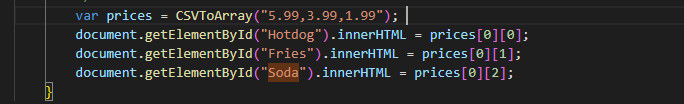 var prices = CSVToArray("5.99,3.99,1.99");
document.getElementById("Hotdog").innerHTML = prices[0][0];
document.getElementById("Fries").innerHTML = prices[0][1];
document.getElementById("Soda").innerHTML = prices[0][2];
}